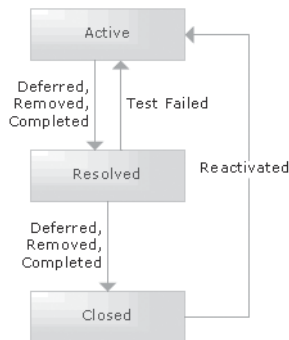 Active
Deferred,
Removed,
Completed
Test Failed
Resolved
Reactivated
Deferred,
Removed,
Completed
Closed